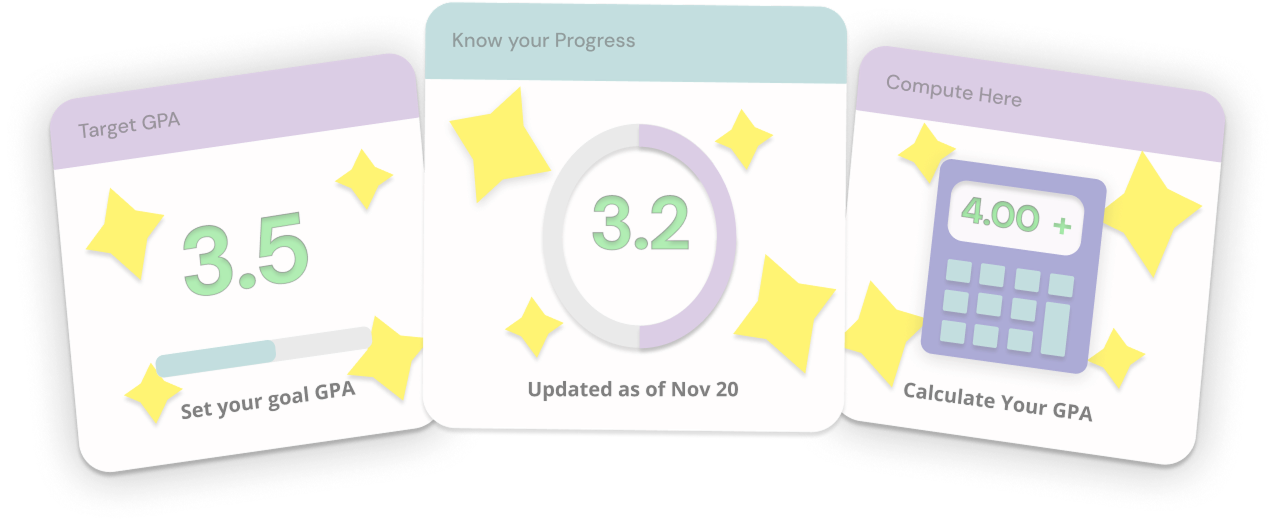 Target GPA
3.5
Set your goal GPA
Know your Progress
3.2
Updated as of Nov 20
Compute Here
4.00 +
Calculate Your GPA